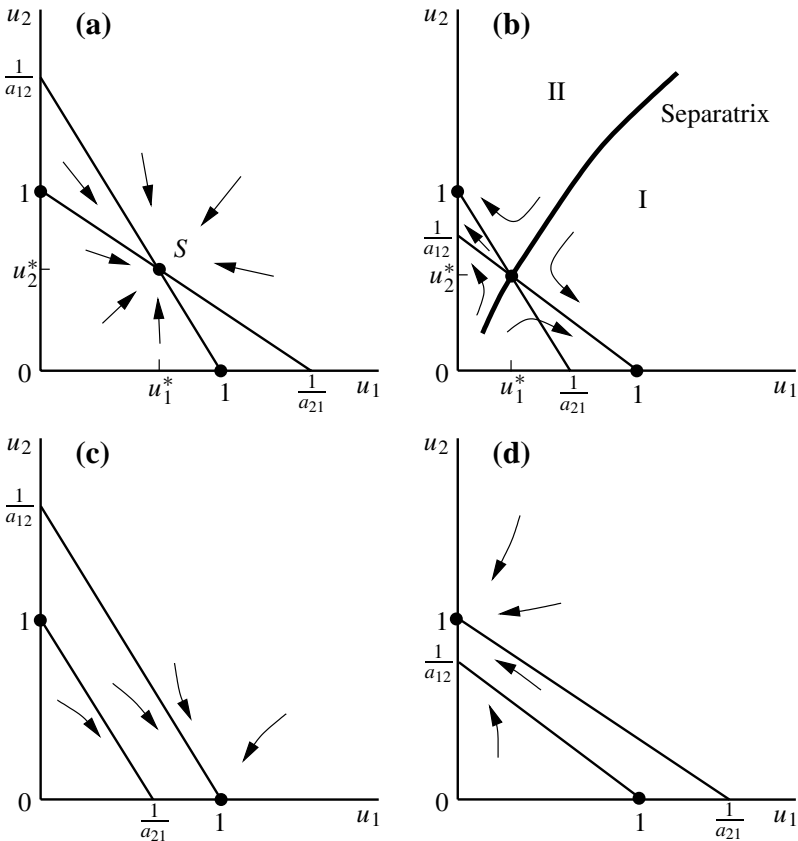 u₂
(a)
1/a₁₂
1
S
u₂*
0
u₁*
1
1/a₂₁
u₁
u₂
(b)
II
Separatrix
I
1
1/a₁₂
u₂*
0
u₁*
1/a₂₁
1
u₁
u₂
(c)
1/a₁₂
1
0
1/a₂₁
1
u₁
u₂
(d)
1
1/a₁₂
0
1
1/a₂₁
u₁